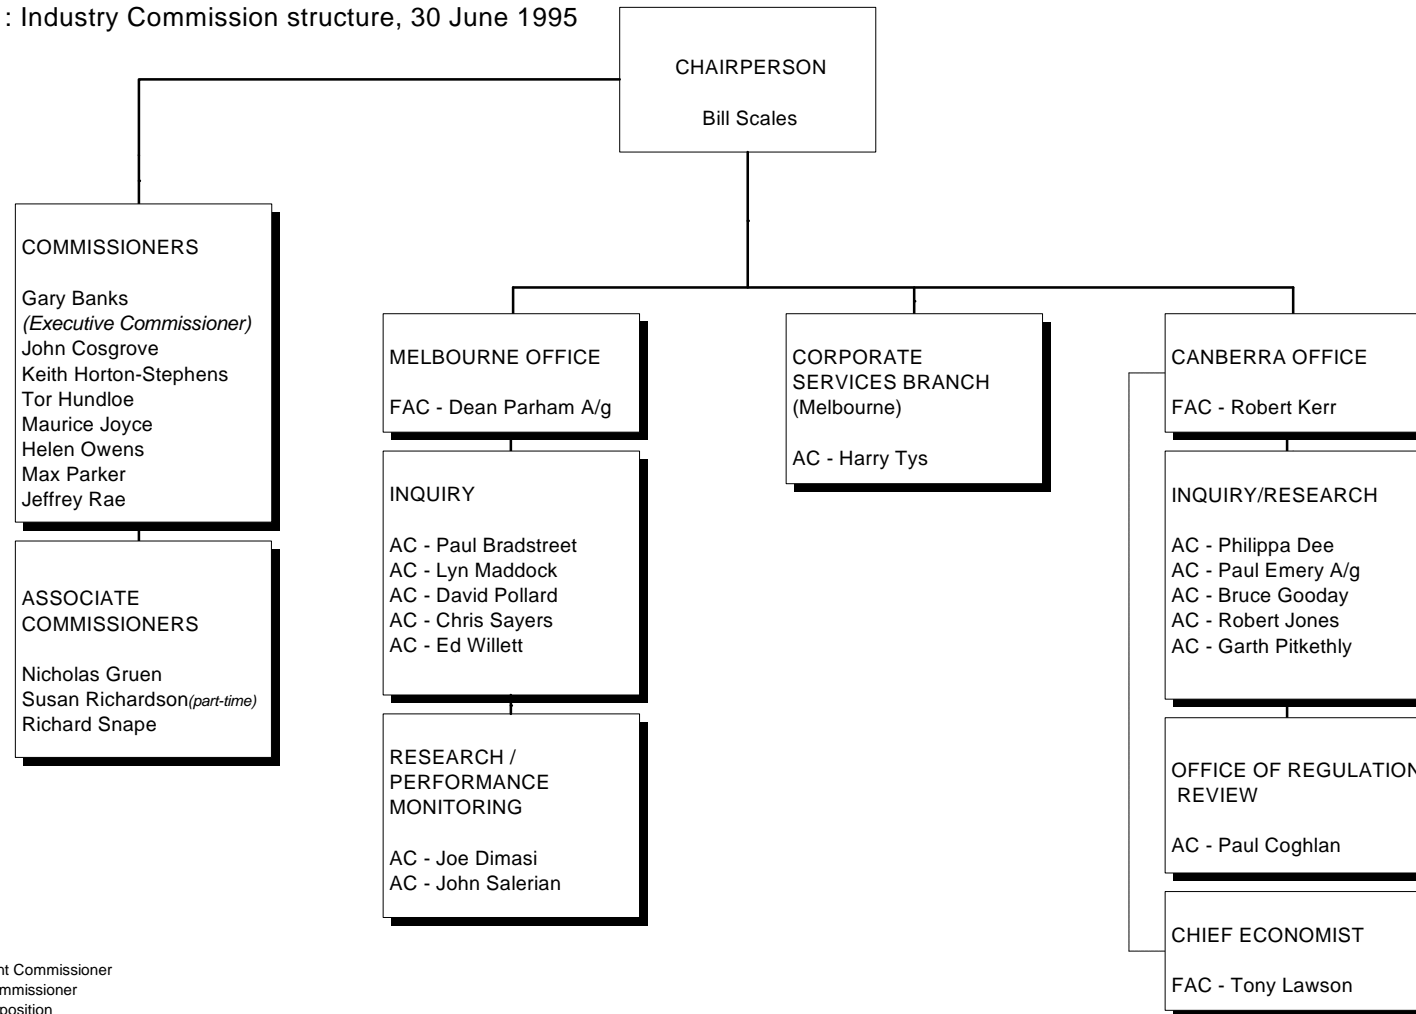 : Industry Commission structure, 30 June 1995
CHAIRPERSON
Bill Scales
COMMISSIONERS
Gary Banks
(Executive Commissioner)
John Cosgrove
Keith Horton-Stephens
Tor Hundloe
Maurice Joyce
Helen Owens
Max Parker
Jeffrey Rae
ASSOCIATE
COMMISSIONERS
Nicholas Gruen
Susan Richardson(part-time)
Richard Snape
MELBOURNE OFFICE
FAC - Dean Parham A/g
INQUIRY
AC - Paul Bradstreet
AC - Lyn Maddock
AC - David Pollard
AC - Chris Sayers
AC - Ed Willett
RESEARCH /
PERFORMANCE
MONITORING
AC - Joe Dimasi
AC - John Salerian
CORPORATE
SERVICES BRANCH
(Melbourne)
AC - Harry Tys
CANBERRA OFFICE
FAC - Robert Kerr
INQUIRY/RESEARCH
AC - Philippa Dee
AC - Paul Emery A/g
AC - Bruce Gooday
AC - Robert Jones
AC - Garth Pitkethly
OFFICE OF REGULATION
REVIEW
AC - Paul Coghlan
CHIEF ECONOMIST
FAC - Tony Lawson
Commissioner
position